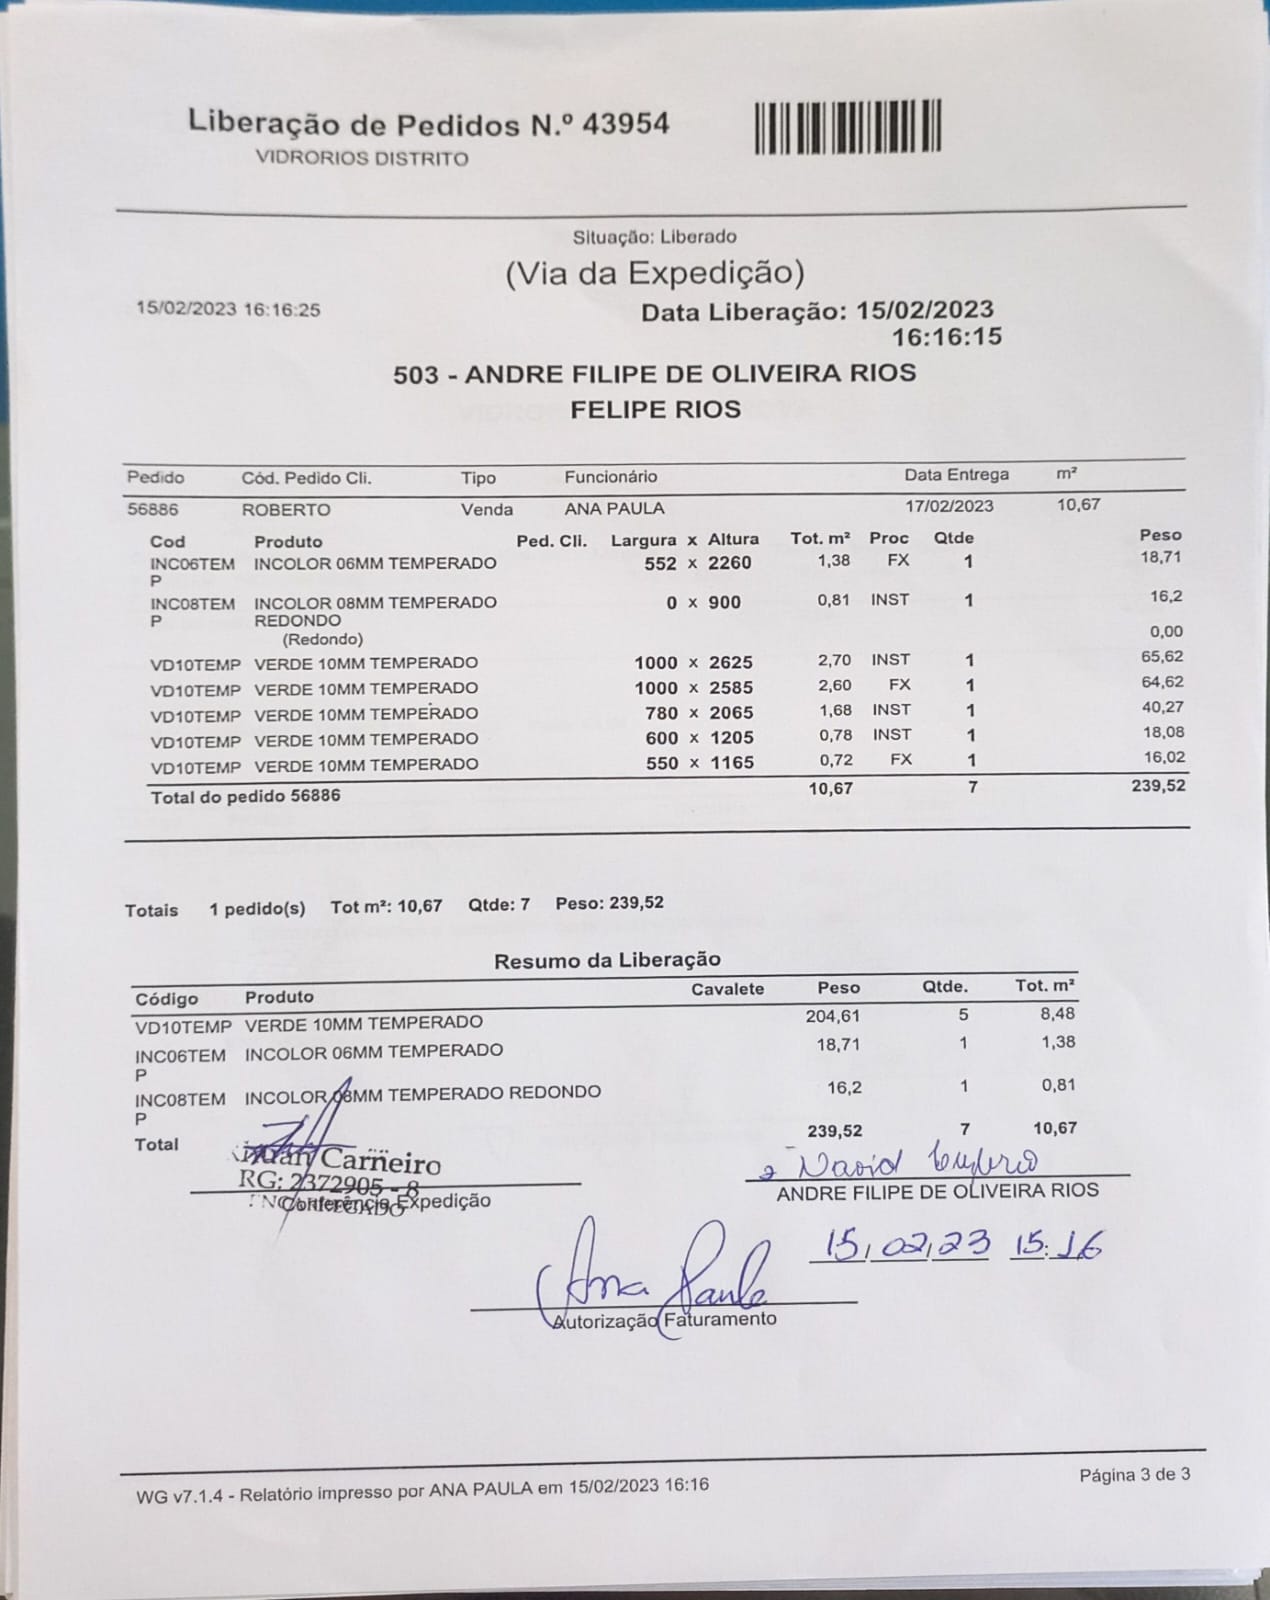 Liberação de Pedidos N.º 43954
VIDRORIOS DISTRITO
Situação: Liberado
(Via da Expedição)
15/02/2023 16:16:25
Data Liberação: 15/02/2023
16:16:15
503 - ANDRE FILIPE DE OLIVEIRA RIOS
FELIPE RIOS
Pedido Cód. Pedido Cli. Tipo Funcionário Data Entrega m²
56886 ROBERTO Venda ANA PAULA 17/02/2023 10,67
Cod Produto Ped. Cli. Largura x Altura Tot. m² Proc Qtde Peso
INC06TEM INCOLOR 06MM TEMPERADO 552 x 2260 1,38 FX 1 18,71
P
INC08TEM INCOLOR 08MM TEMPERADO 0 x 900 0,81 INST 1 16,2
P REDONDO
(Redondo) 0,00
VD10TEMP VERDE 10MM TEMPERADO 1000 x 2625 2,70 INST 1 65,62
VD10TEMP VERDE 10MM TEMPERADO 1000 x 2585 2,60 FX 1 64,62
VD10TEMP VERDE 10MM TEMPERADO 780 x 2065 1,68 INST 1 40,27
VD10TEMP VERDE 10MM TEMPERADO 600 x 1205 0,78 INST 1 18,08
VD10TEMP VERDE 10MM TEMPERADO 550 x 1165 0,72 FX 1 16,02
Total do pedido 56886 10,67 7 239,52
Totais 1 pedido(s) Tot m²: 10,67 Qtde: 7 Peso: 239,52
Resumo da Liberação
Código Produto Cavalete Peso Qtde. Tot. m²
VD10TEMP VERDE 10MM TEMPERADO 204,61 5 8,48
INC06TEM INCOLOR 06MM TEMPERADO 18,71 1 1,38
P
INC08TEM INCOLOR 08MM TEMPERADO REDONDO 16,2 1 0,81
P
Total 239,52 7 10,67
Carneiro
RG: 2372905 - 8
Conferência Expedição
David
ANDRE FILIPE DE OLIVEIRA RIOS
15/02/23 15:16
Ana Paula
Autorização Faturamento
WG v7.1.4 - Relatório impresso por ANA PAULA em 15/02/2023 16:16
Página 3 de 3